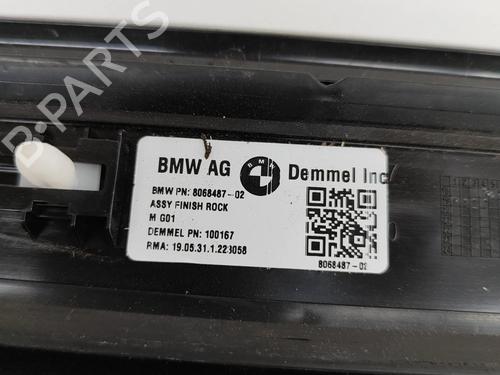 B-PARTS
BMW AG BMW Demmel Inc
BMW PN: 8068487-02
ASSY FINISH ROCK
M G01
DEMMEL PN: 100167
RMA: 19.05.31.1.223058
8068487-02